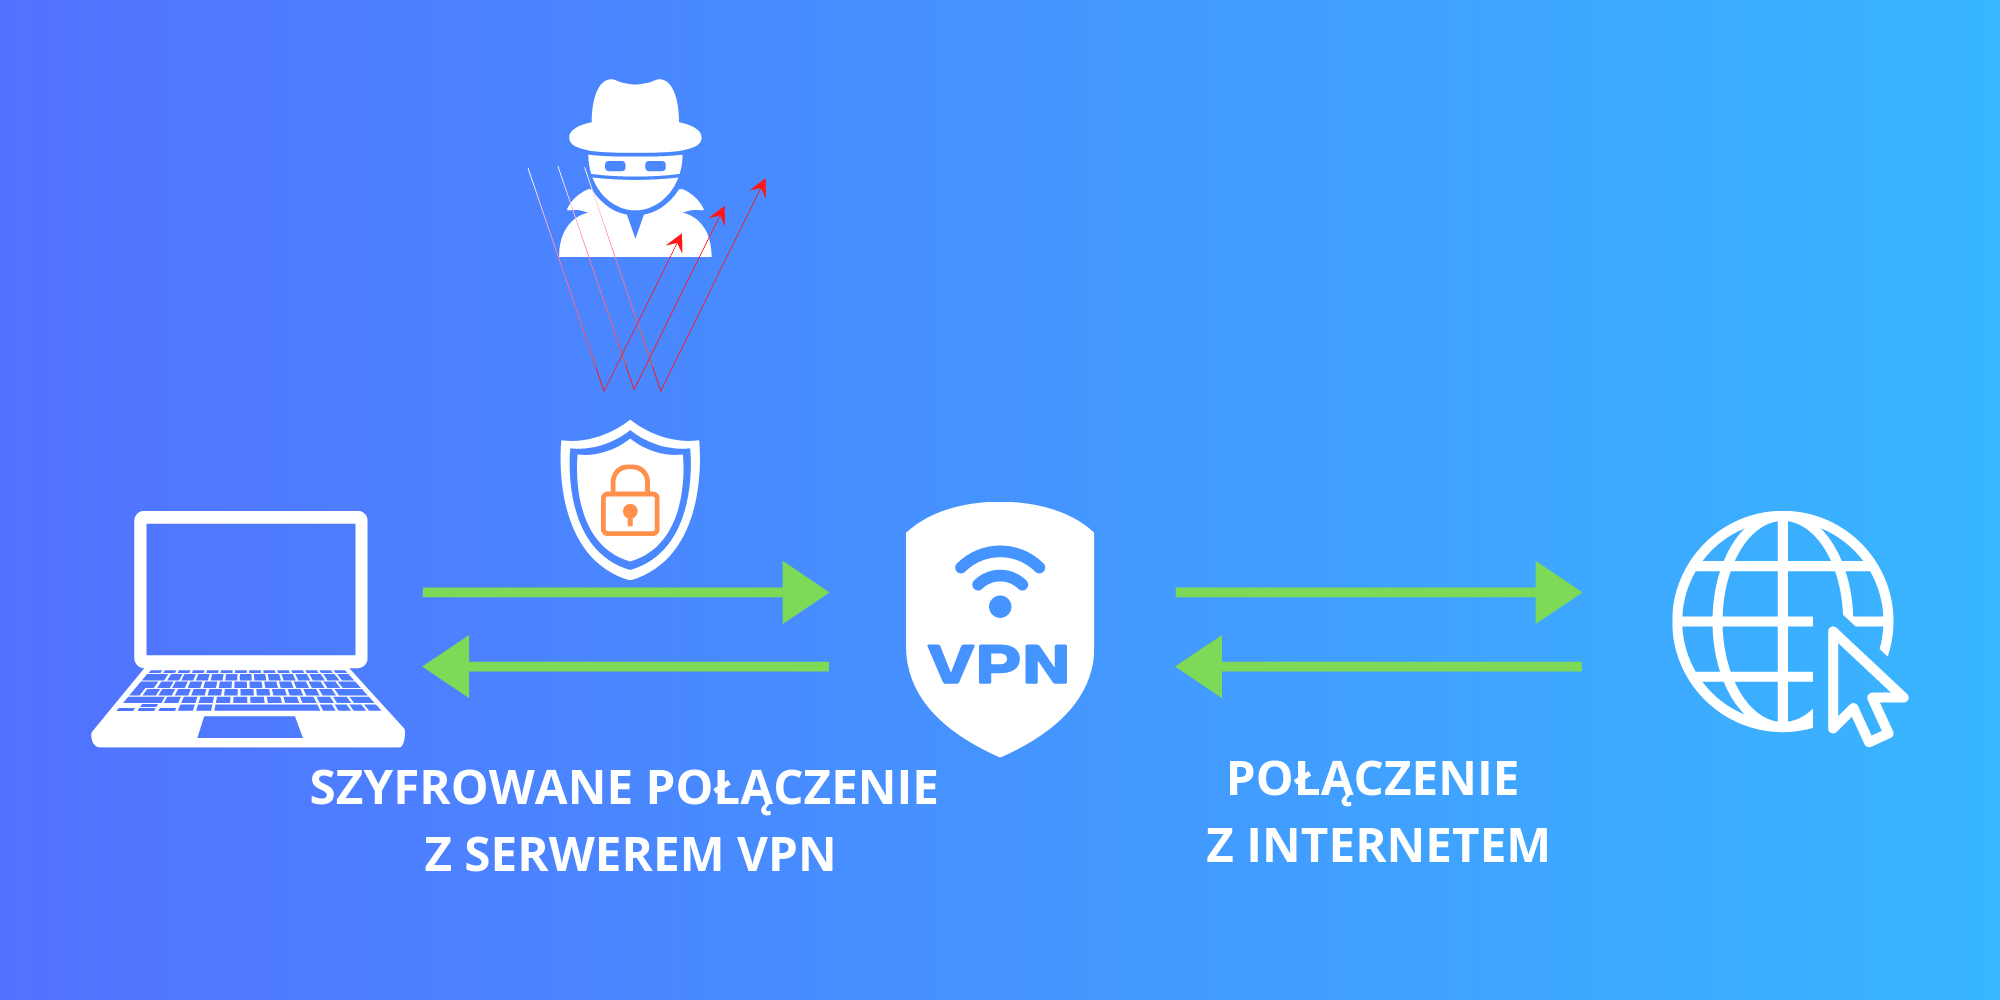 VPN
SZYFROWANE POŁĄCZENIE
Z SERWEREM VPN
POŁĄCZENIE
Z INTERNETEM